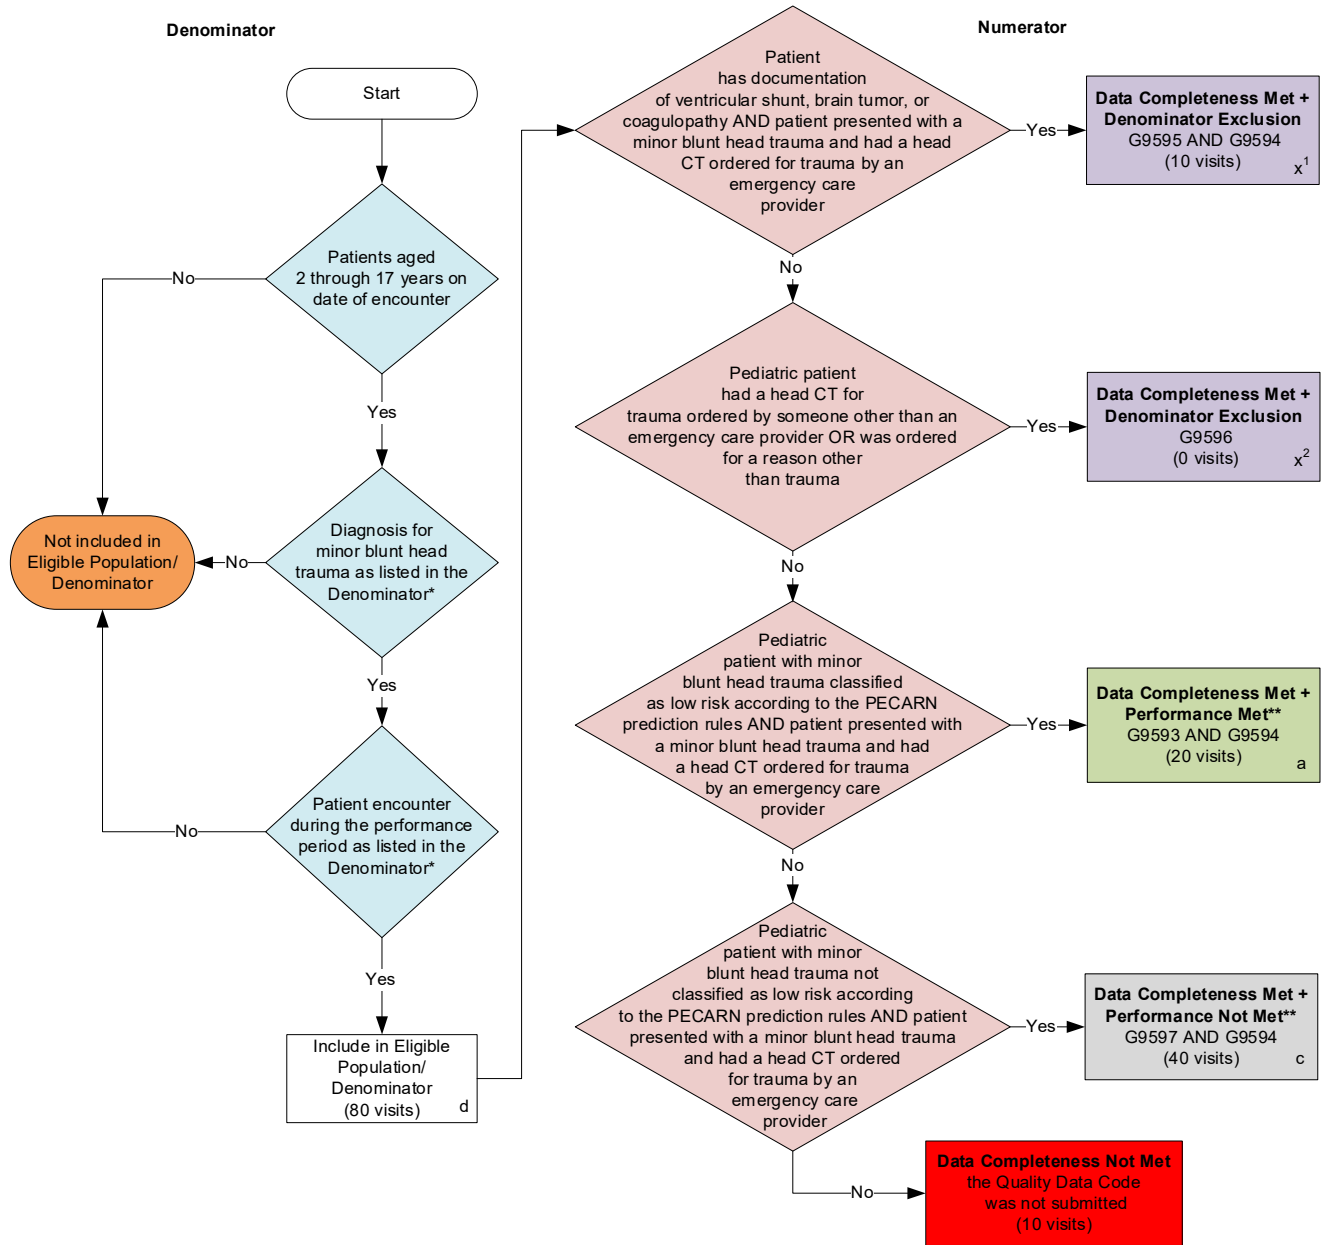 Denominator
Start
Patients aged
2 through 17 years on
date of encounter
No
Yes
Diagnosis for
minor blunt head
trauma as listed in the
Denominator*
No
Not included in
Eligible Population/
Denominator
Yes
Patient encounter
during the performance
period as listed in the
Denominator*
No
Yes
Include in Eligible
Population/
Denominator
(80 visits)
d
Numerator
Patient
has documentation
of ventricular shunt, brain tumor, or
coagulopathy AND patient presented with a
minor blunt head trauma and had a head
CT ordered for trauma by an
emergency care
provider
Yes
Data Completeness Met +
Denominator Exclusion
G9595 AND G9594
(10 visits)
x¹
No
Pediatric patient
had a head CT for
trauma ordered by someone other than an
emergency care provider OR was ordered
for a reason other
than trauma
Yes
Data Completeness Met +
Denominator Exclusion
G9596
(0 visits)
x²
No
Pediatric
patient with minor
blunt head trauma classified
as low risk according to the PECARN
prediction rules AND patient presented with
a minor blunt head trauma and had
a head CT ordered for trauma
by an emergency care
provider
Yes
Data Completeness Met +
Performance Met**
G9593 AND G9594
(20 visits)
a
No
Pediatric
patient with minor
blunt head trauma not
classified as low risk according
to the PECARN prediction rules AND patient
presented with a minor blunt head trauma
and had a head CT ordered
for trauma by an
emergency care
provider
Yes
Data Completeness Met +
Performance Not Met**
G9597 AND G9594
(40 visits)
c
No
Data Completeness Not Met
the Quality Data Code
was not submitted
(10 visits)